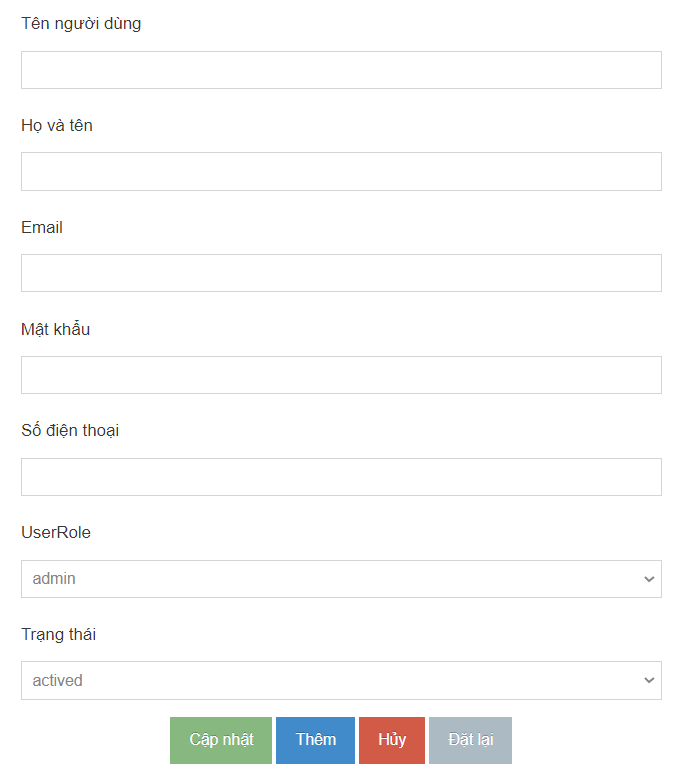 Tên người dùng
Họ và tên
Email
Mật khẩu
Số điện thoại
UserRole
admin
Trạng thái
actived
Cập nhật Thêm Hủy Đặt lại